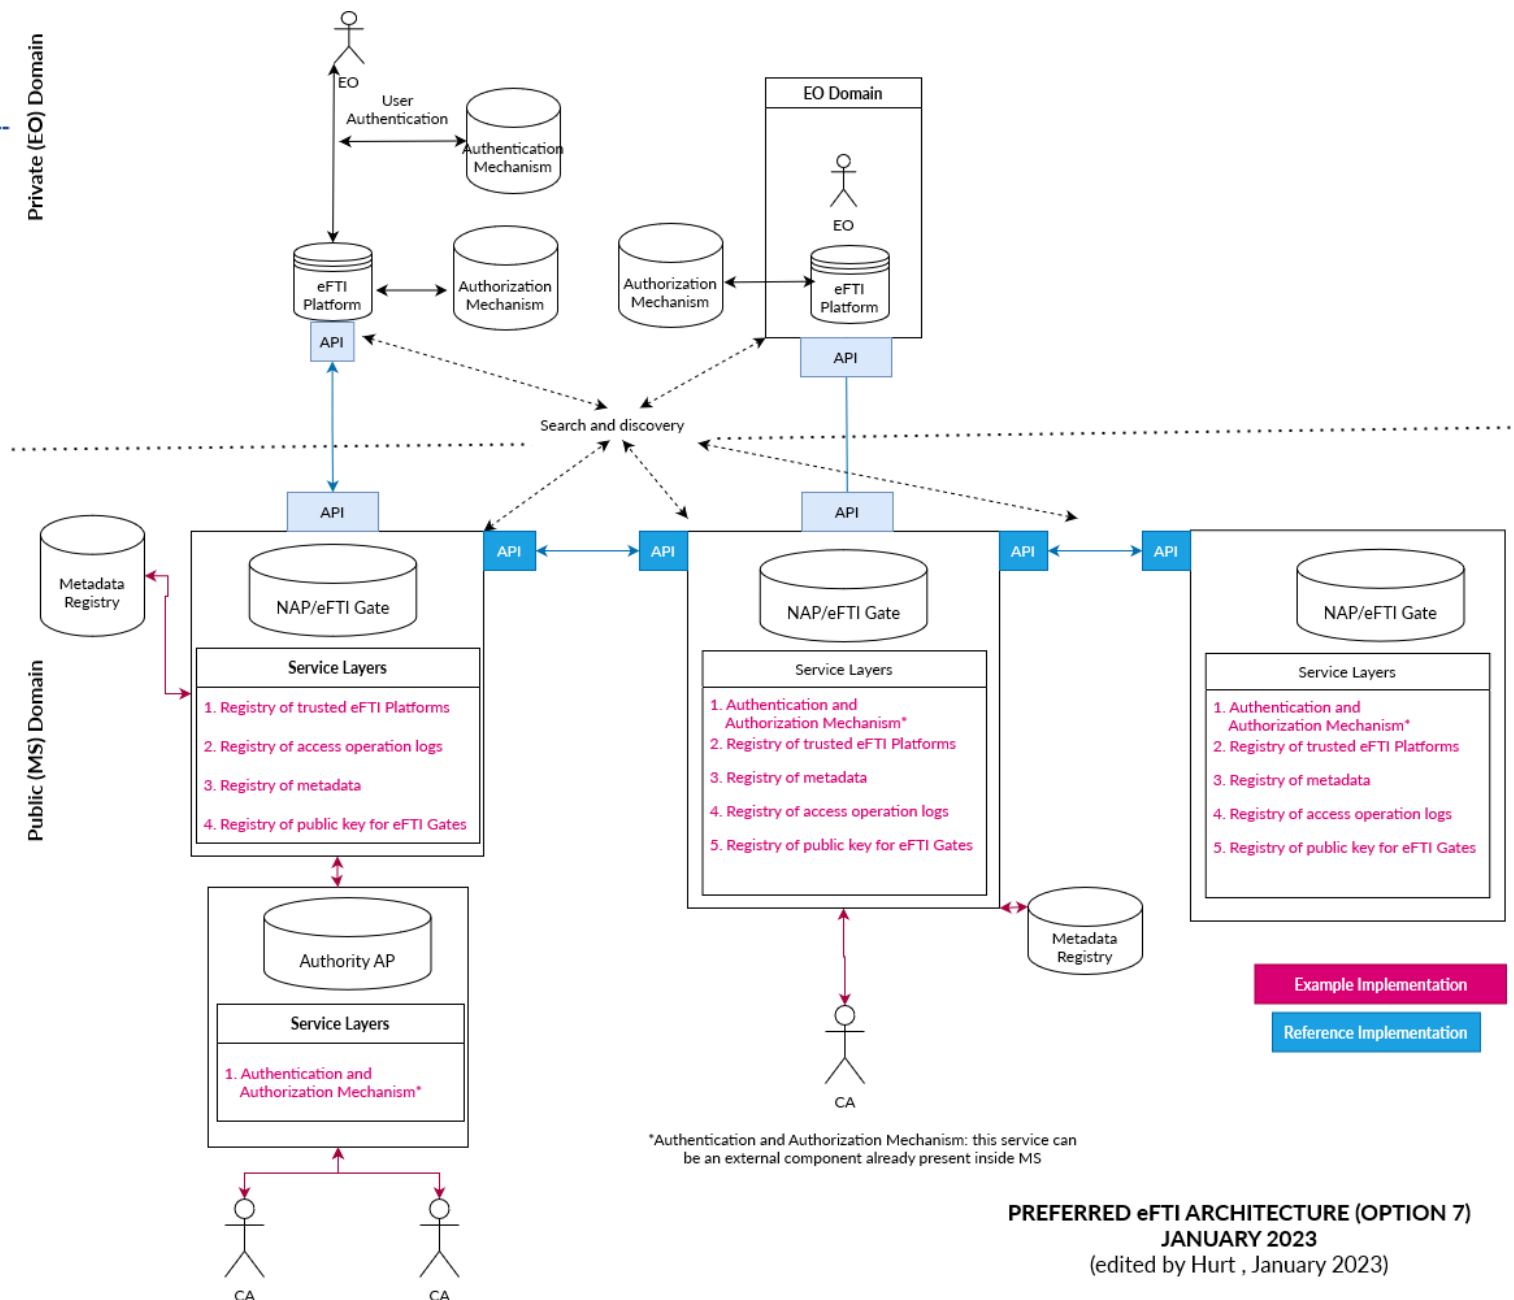 Private (EO) Domain
EO
User
Authentication
Authentication
Mechanism
EO Domain
EO
eFTI
Platform
Authorization
Mechanism
Authorization
Mechanism
eFTI
Platform
API
API
Search and discovery
API
API
API
API
API
API
Metadata
Registry
NAP/eFTI Gate
NAP/eFTI Gate
NAP/eFTI Gate
Public (MS) Domain
Service Layers
1. Registry of trusted eFTI Platforms
2. Registry of access operation logs
3. Registry of metadata
4. Registry of public key for eFTI Gates
Service Layers
1. Authentication and
Authorization Mechanism*
2. Registry of trusted eFTI Platforms
3. Registry of metadata
4. Registry of access operation logs
5. Registry of public key for eFTI Gates
Service Layers
1. Authentication and
Authorization Mechanism*
2. Registry of trusted eFTI Platforms
3. Registry of metadata
4. Registry of access operation logs
5. Registry of public key for eFTI Gates
Authority AP
Service Layers
1. Authentication and
Authorization Mechanism*
Metadata
Registry
Example Implementation
Reference Implementation
CA
*Authentication and Authorization Mechanism: this service can
be an external component already present inside MS
CA
CA
PREFERRED eFTI ARCHITECTURE (OPTION 7)
JANUARY 2023
(edited by Hurt , January 2023)